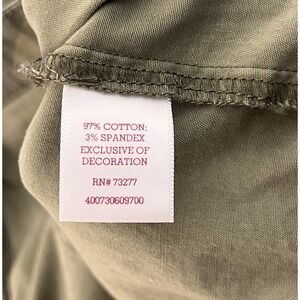 97% COTTON;
3% SPANDEX
EXCLUSIVE OF
DECORATION
RN# 73277
400730609700